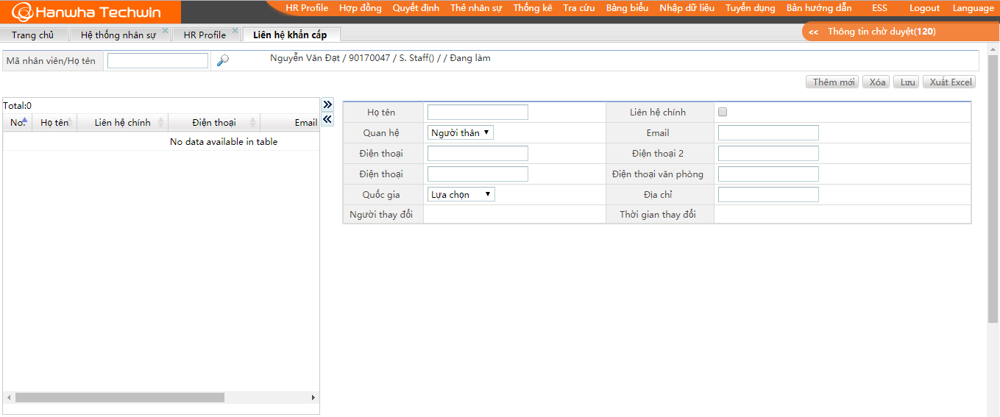 Hanwha Techwin
HR Profile Hợp đồng Quyết định Thẻ nhân sự Thống kê Tra cứu Bảng biểu Nhập dữ liệu Tuyển dụng Bản hướng dẫn ESS Logout Language
Trang chủ Hệ thống nhân sự HR Profile Liên hệ khẩn cấp
<< Thông tin chờ duyệt(120)
Mã nhân viên/Họ tên
Nguyễn Văn Đạt / 90170047 / S. Staff() / / Đang làm
Thêm mới Xóa Lưu Xuất Excel
Total:0
No. Họ tên Liên hệ chính Điện thoại Email
No data available in table
Họ tên Liên hệ chính
Quan hệ Người thân Email
Điện thoại Điện thoại 2
Điện thoại Điện thoại văn phòng
Quốc gia Lựa chọn Địa chỉ
Người thay đổi Thời gian thay đổi